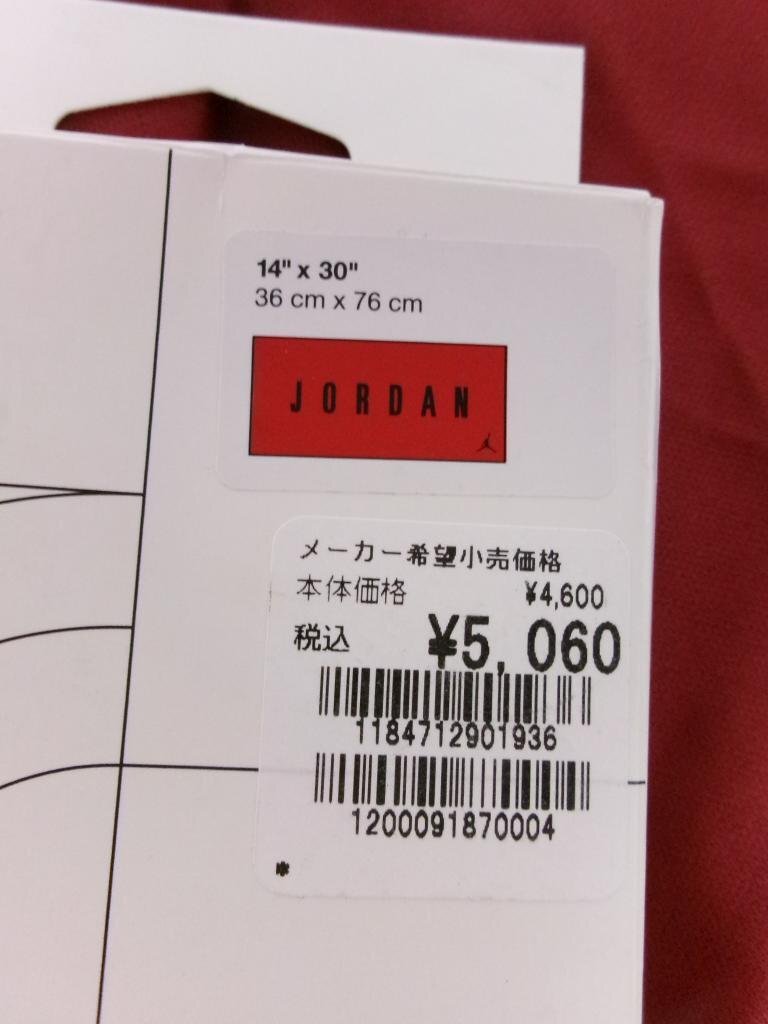 14" x 30"
36 cm x 76 cm
JORDAN
メーカー希望小売価格
本体価格 ¥4,600
税込 ¥5,060
1184712901936
1200091870004
*